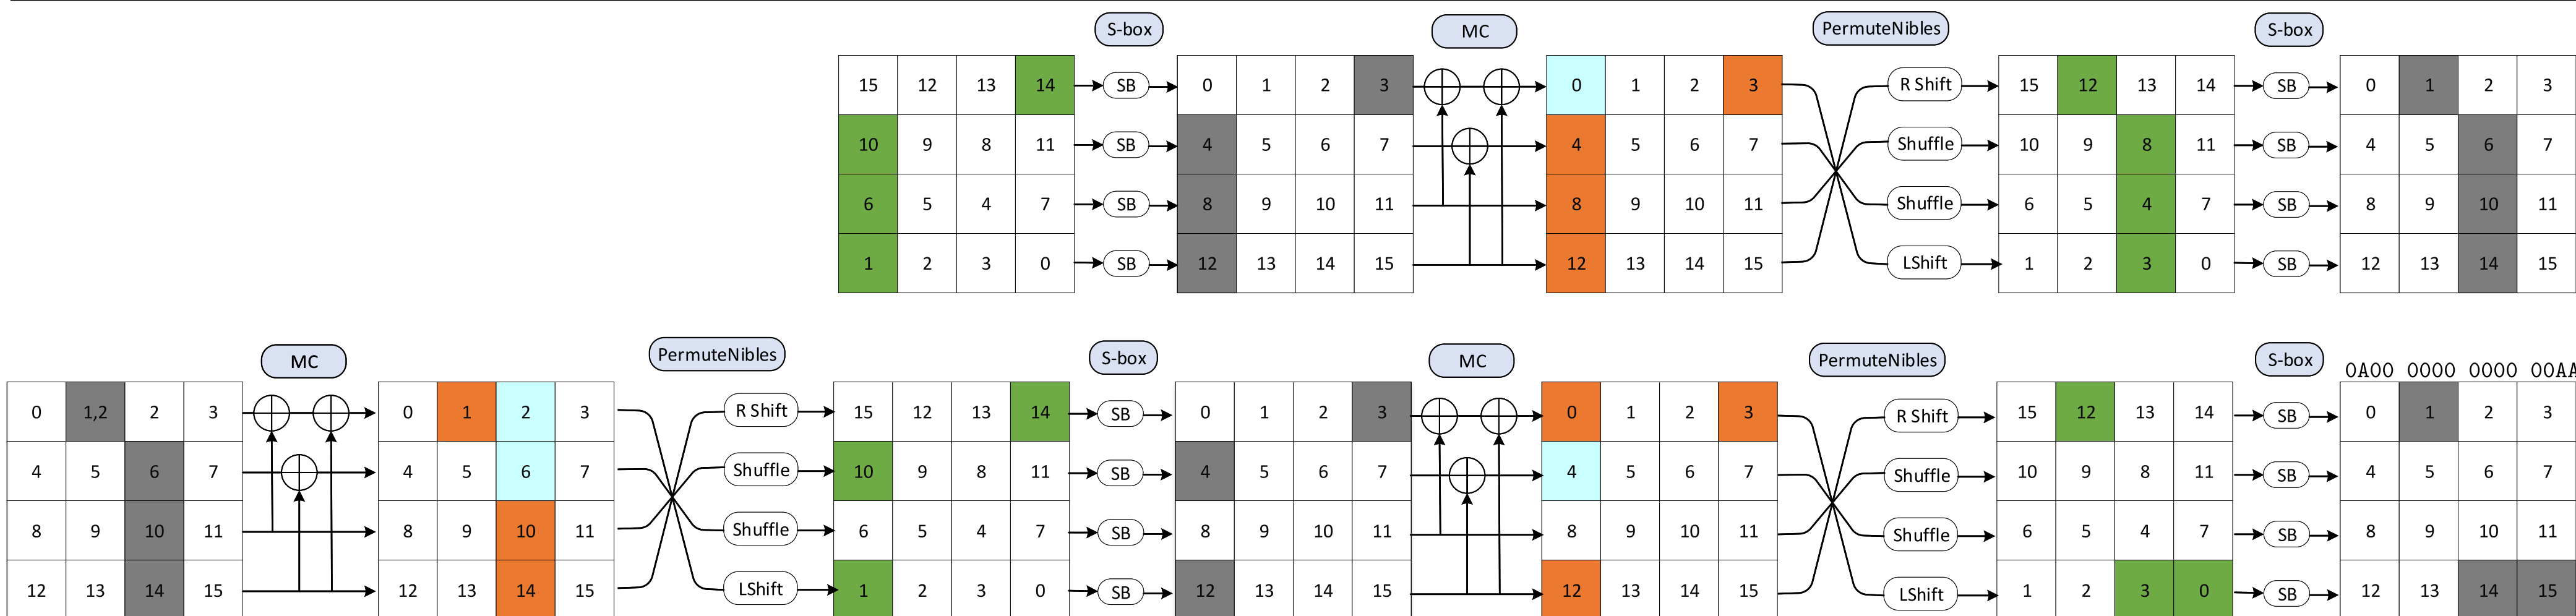 S-box MC PermuteNibles S-box
15 12 13 14 SB 0 1 2 3 0 1 2 3 R Shift 15 12 13 14 SB 0 1 2 3
10 9 8 11 SB 4 5 6 7 4 5 6 7 Shuffle 10 9 8 11 SB 4 5 6 7
6 5 4 7 SB 8 9 10 11 8 9 10 11 Shuffle 6 5 4 7 SB 8 9 10 11
1 2 3 0 SB 12 13 14 15 12 13 14 15 LShift 1 2 3 0 SB 12 13 14 15
MC PermuteNibles S-box MC PermuteNibles S-box 0A00 0000 0000 00AA
0 1,2 2 3 0 1 2 3 R Shift 15 12 13 14 SB 0 1 2 3 0 1 2 3 R Shift 15 12 13 14 SB 0 1 2 3
4 5 6 7 4 5 6 7 Shuffle 10 9 8 11 SB 4 5 6 7 4 5 6 7 Shuffle 10 9 8 11 SB 4 5 6 7
8 9 10 11 8 9 10 11 Shuffle 6 5 4 7 SB 8 9 10 11 8 9 10 11 Shuffle 6 5 4 7 SB 8 9 10 11
12 13 14 15 12 13 14 15 LShift 1 2 3 0 SB 12 13 14 15 12 13 14 15 LShift 1 2 3 0 SB 12 13 14 15